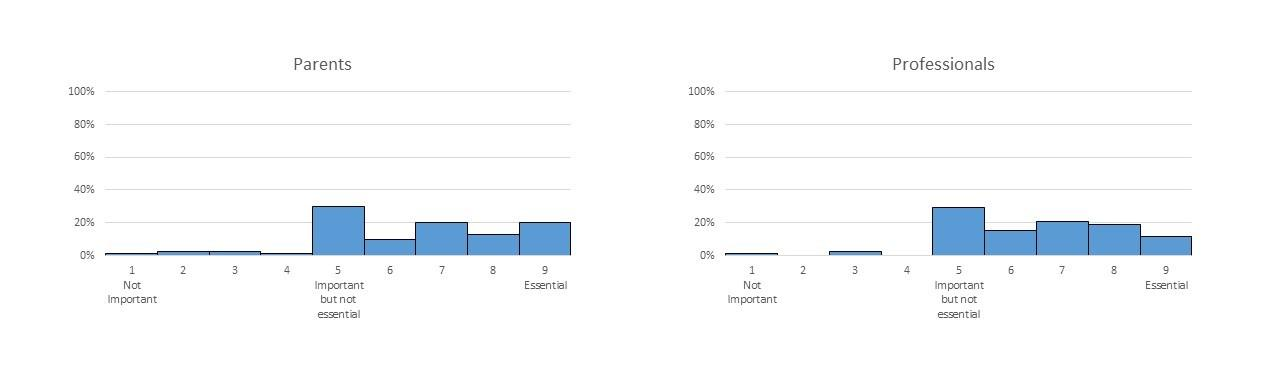 Parents
100%
80%
60%
40%
20%
0%
1 2 3 4 5 6 7 8 9
Not Important but not essential Essential
Important
Professionals
100%
80%
60%
40%
20%
0%
1 2 3 4 5 6 7 8 9
Not Important Essential
Important but not
essential